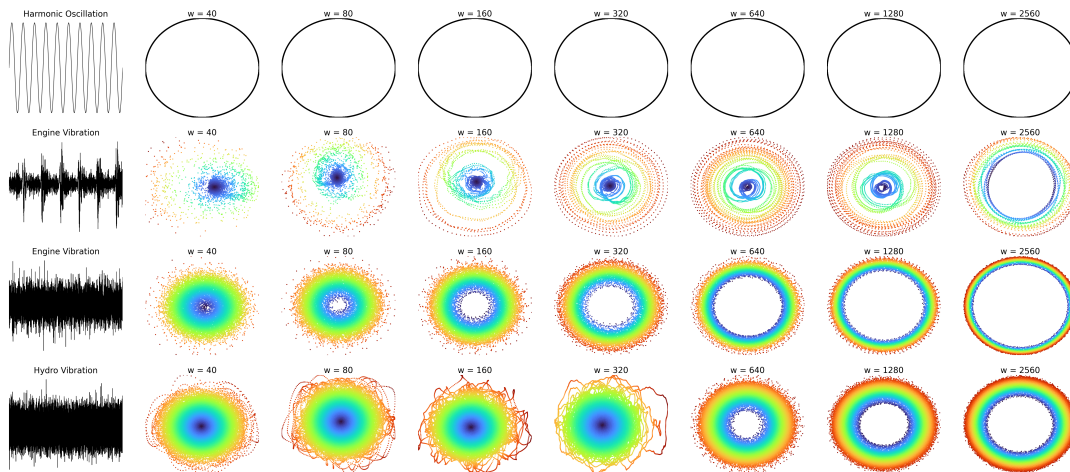 Harmonic Oscillation w = 40 w = 80 w = 160 w = 320 w = 640 w = 1280 w = 2560
Engine Vibration w = 40 w = 80 w = 160 w = 320 w = 640 w = 1280 w = 2560
Engine Vibration w = 40 w = 80 w = 160 w = 320 w = 640 w = 1280 w = 2560
Hydro Vibration w = 40 w = 80 w = 160 w = 320 w = 640 w = 1280 w = 2560